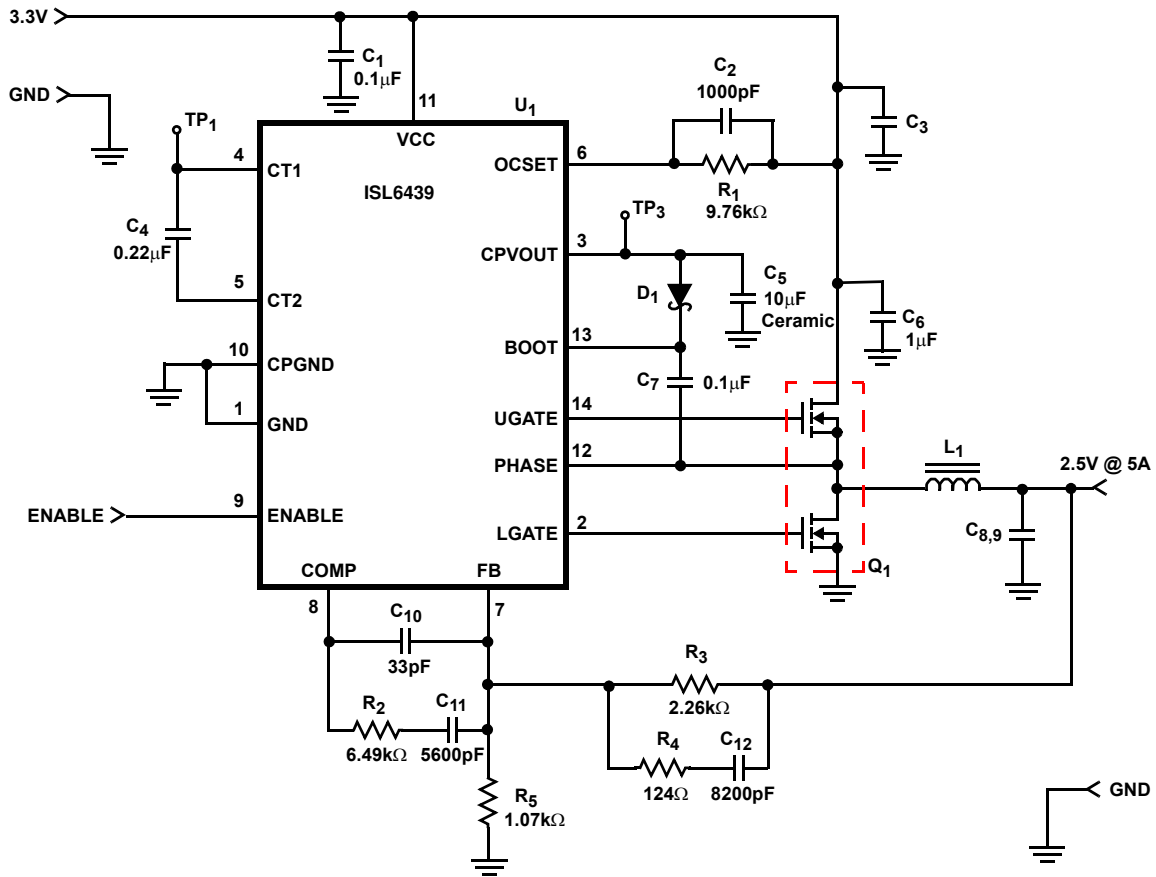 3.3V
GND
TP1
C1
0.1μF
11
U1
VCC
ISL6439
4
CT1
C4
0.22μF
5
CT2
10
CPGND
1
GND
ENABLE
9
ENABLE
OCSET
6
C2
1000pF
R1
9.76kΩ
C3
TP3
CPVOUT
3
D1
C5
10μF
Ceramic
C6
1μF
BOOT
13
C7
0.1μF
UGATE
14
PHASE
12
LGATE
2
Q1
L1
2.5V @ 5A
C8,9
COMP
FB
8
7
C10
33pF
R2
6.49kΩ
C11
5600pF
R3
2.26kΩ
R4
124Ω
C12
8200pF
R5
1.07kΩ
GND